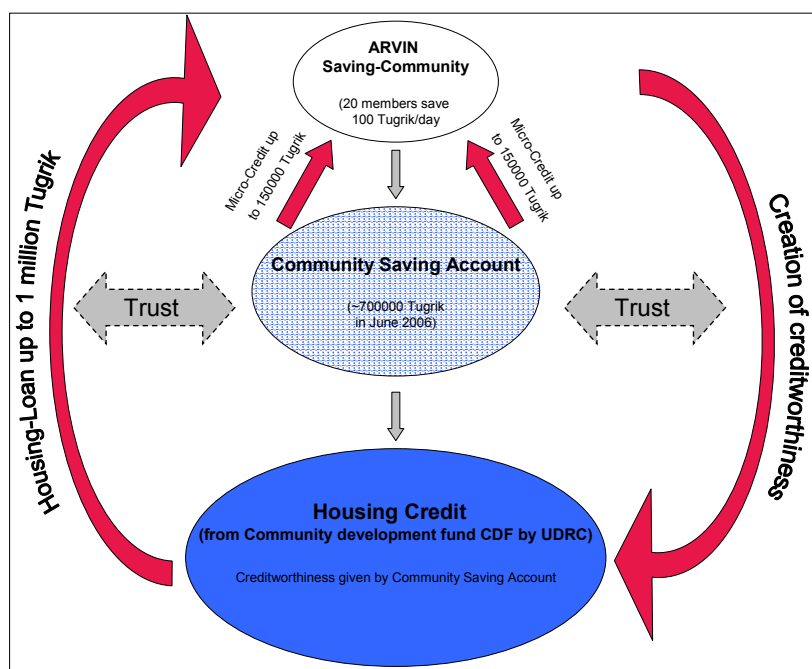 ARVIN
Saving-Community
(20 members save
100 Tugrik/day
Micro-Credit up
to 150000 Tugrik
Micro-Credit up
to 150000 Tugrik
Housing-Loan up to 1 million Tugrik
Creation of creditworthiness
Community Saving Account
(~700000 Tugrik
in June 2006)
Trust
Trust
Housing Credit
(from Community development fund CDF by UDRC)
Creditworthiness given by Community Saving Account